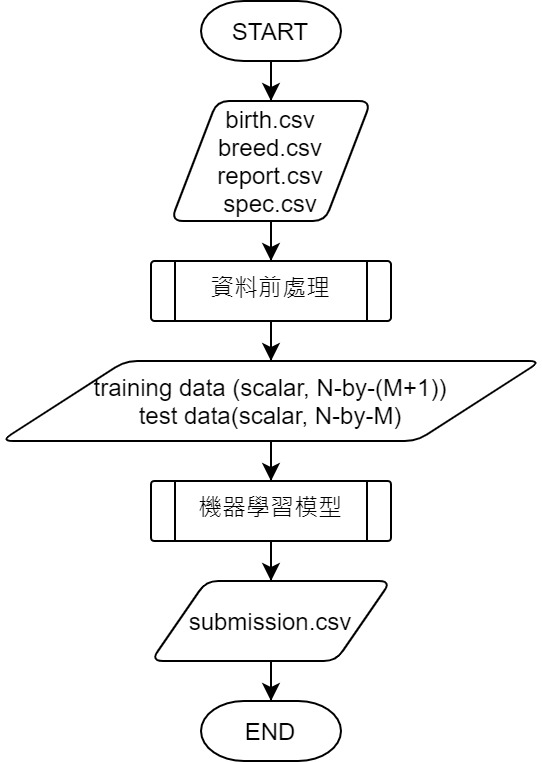 START
birth.csv
breed.csv
report.csv
spec.csv
資料前處理
training data (scalar, N-by-(M+1))
test data(scalar, N-by-M)
機器學習模型
submission.csv
END